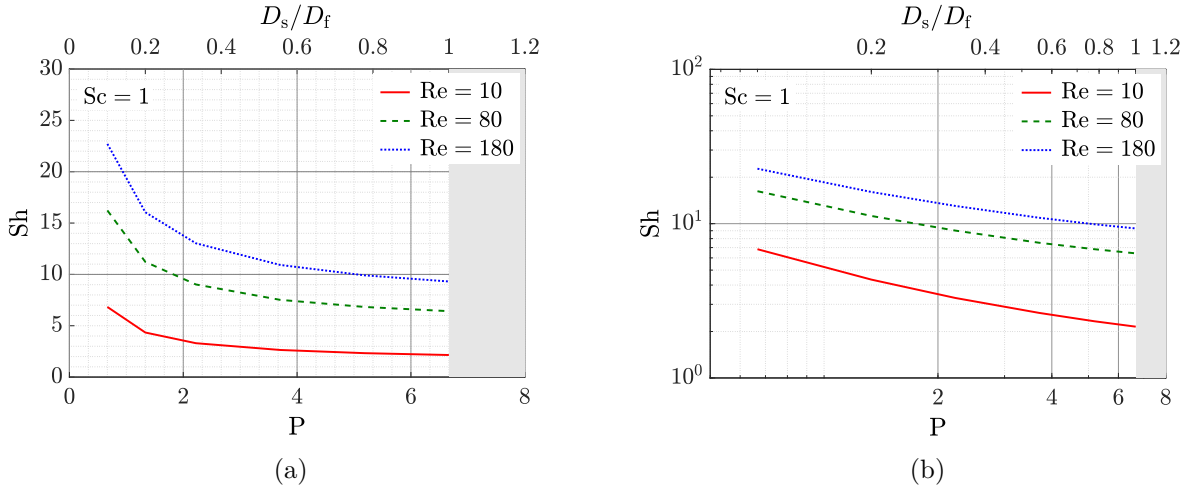 D_s/D_f
0 0.2 0.4 0.6 0.8 1 1.2
30
25
20
15
10
5
0
Sh
Sc = 1
Re = 10
Re = 80
Re = 180
0 2 4 6 8
P
(a)
D_s/D_f
0.2 0.4 0.6 0.8 1 1.2
10^2
10^1
10^0
Sh
Sc = 1
Re = 10
Re = 80
Re = 180
2 4 6 8
P
(b)